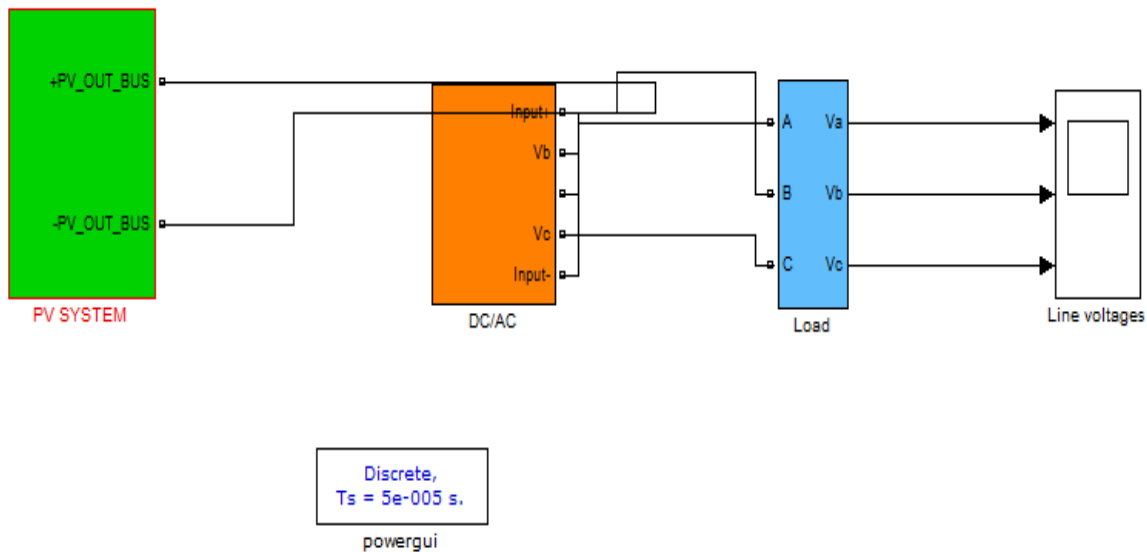 +PV_OUT_BUS
-PV_OUT_BUS
PV SYSTEM
Input+
Vb
Vc
Input-
DC/AC
A
B
C
Va
Vb
Vc
Load
Line voltages
Discrete,
Ts = 5e-005 s.
powergui